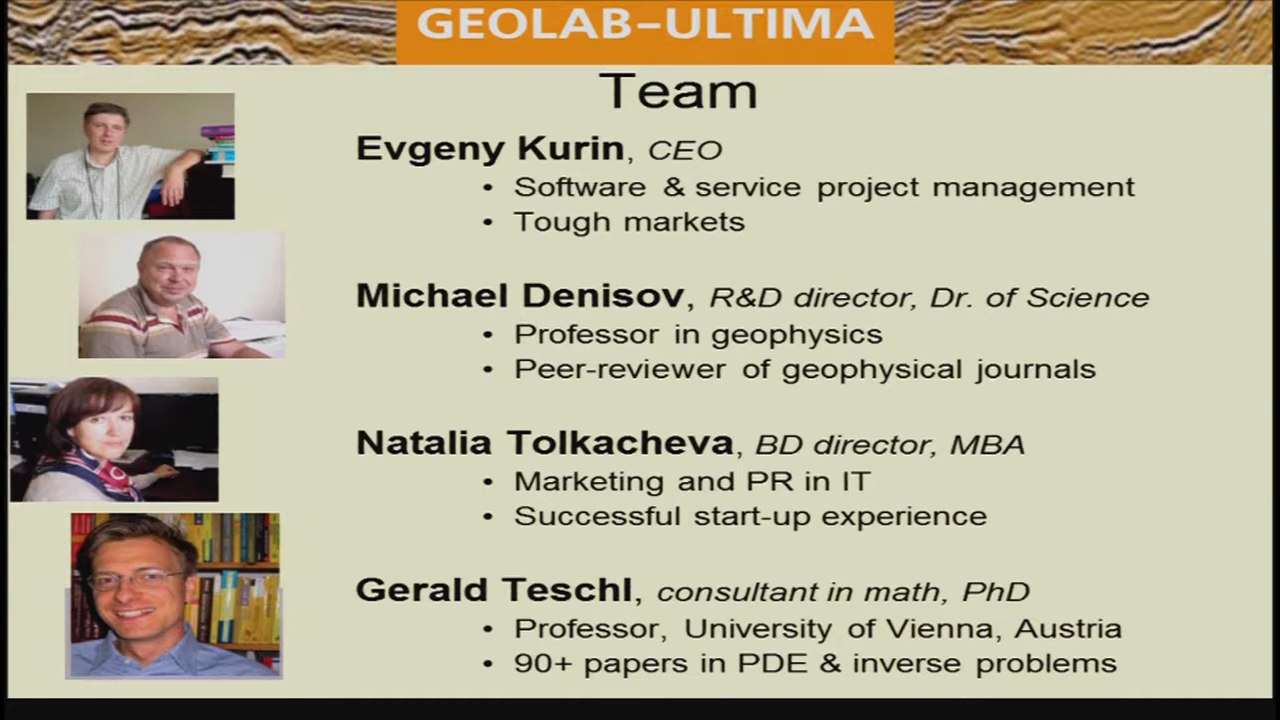 GEOLAB-ULTIMA
Team
Evgeny Kurin, CEO
• Software & service project management
• Tough markets
Michael Denisov, R&D director, Dr. of Science
• Professor in geophysics
• Peer-reviewer of geophysical journals
Natalia Tolkacheva, BD director, MBA
• Marketing and PR in IT
• Successful start-up experience
Gerald Teschl, consultant in math, PhD
• Professor, University of Vienna, Austria
• 90+ papers in PDE & inverse problems